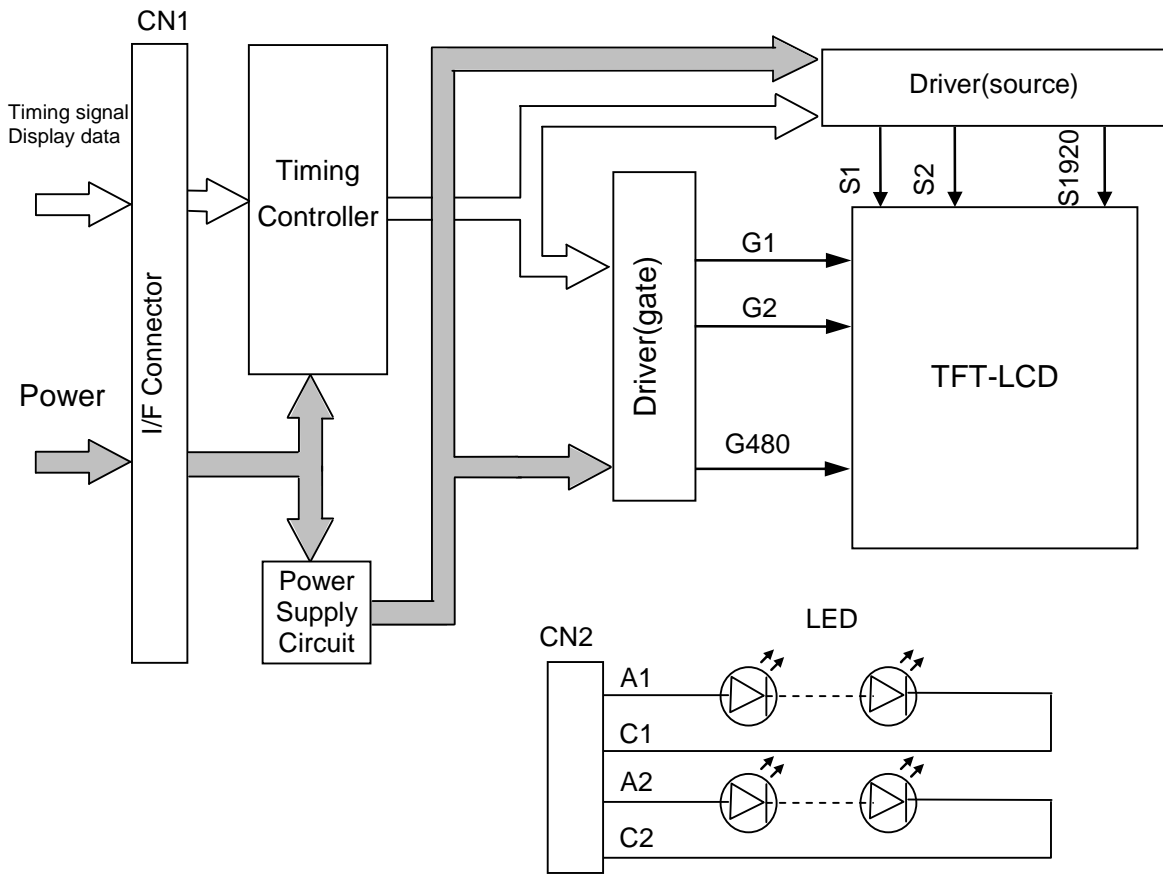 CN1
Timing signal
Display data
Power
I/F Connector
Timing
Controller
Power
Supply
Circuit
Driver(source)
S1
S2
S1920
Driver(gate)
G1
G2
G480
TFT-LCD
LED
CN2
A1
C1
A2
C2